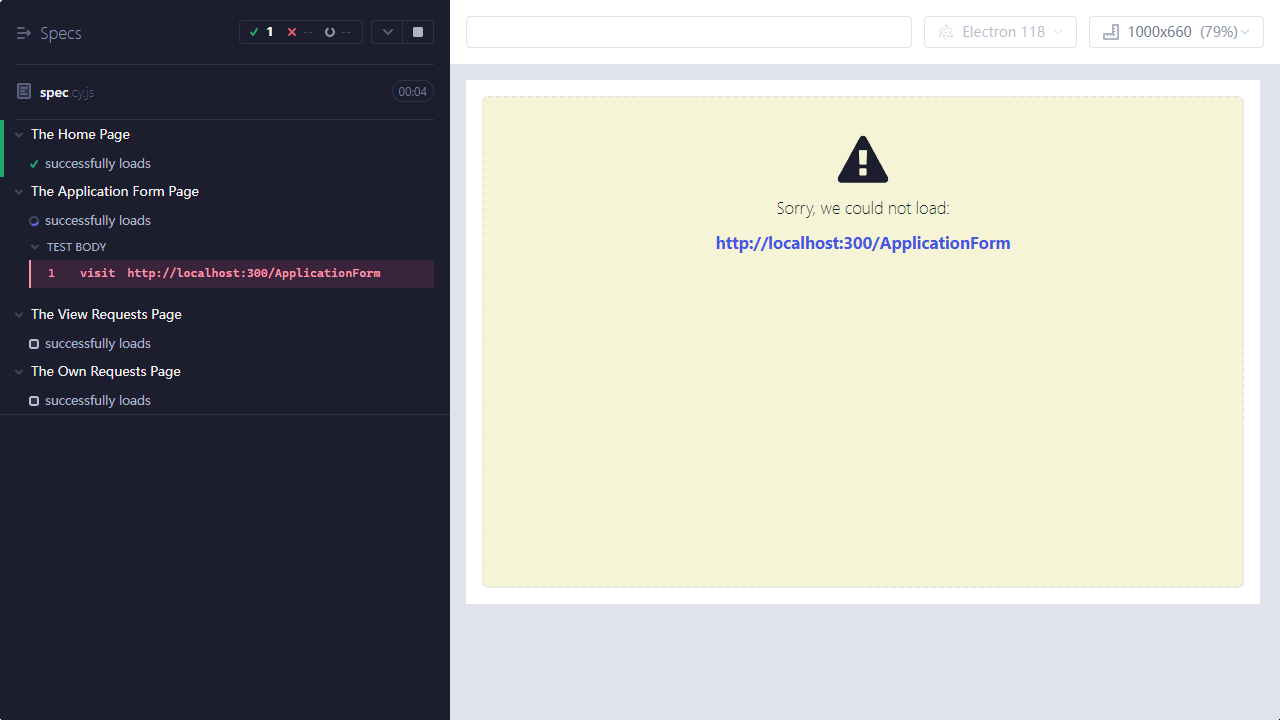 Specs
1 -- --
spec.cy.js
00:04
The Home Page
successfully loads
The Application Form Page
successfully loads
TEST BODY
1 visit http://localhost:300/ApplicationForm
The View Requests Page
successfully loads
The Own Requests Page
successfully loads
Electron 118
1000x660 (79%)
Sorry, we could not load:
http://localhost:300/ApplicationForm